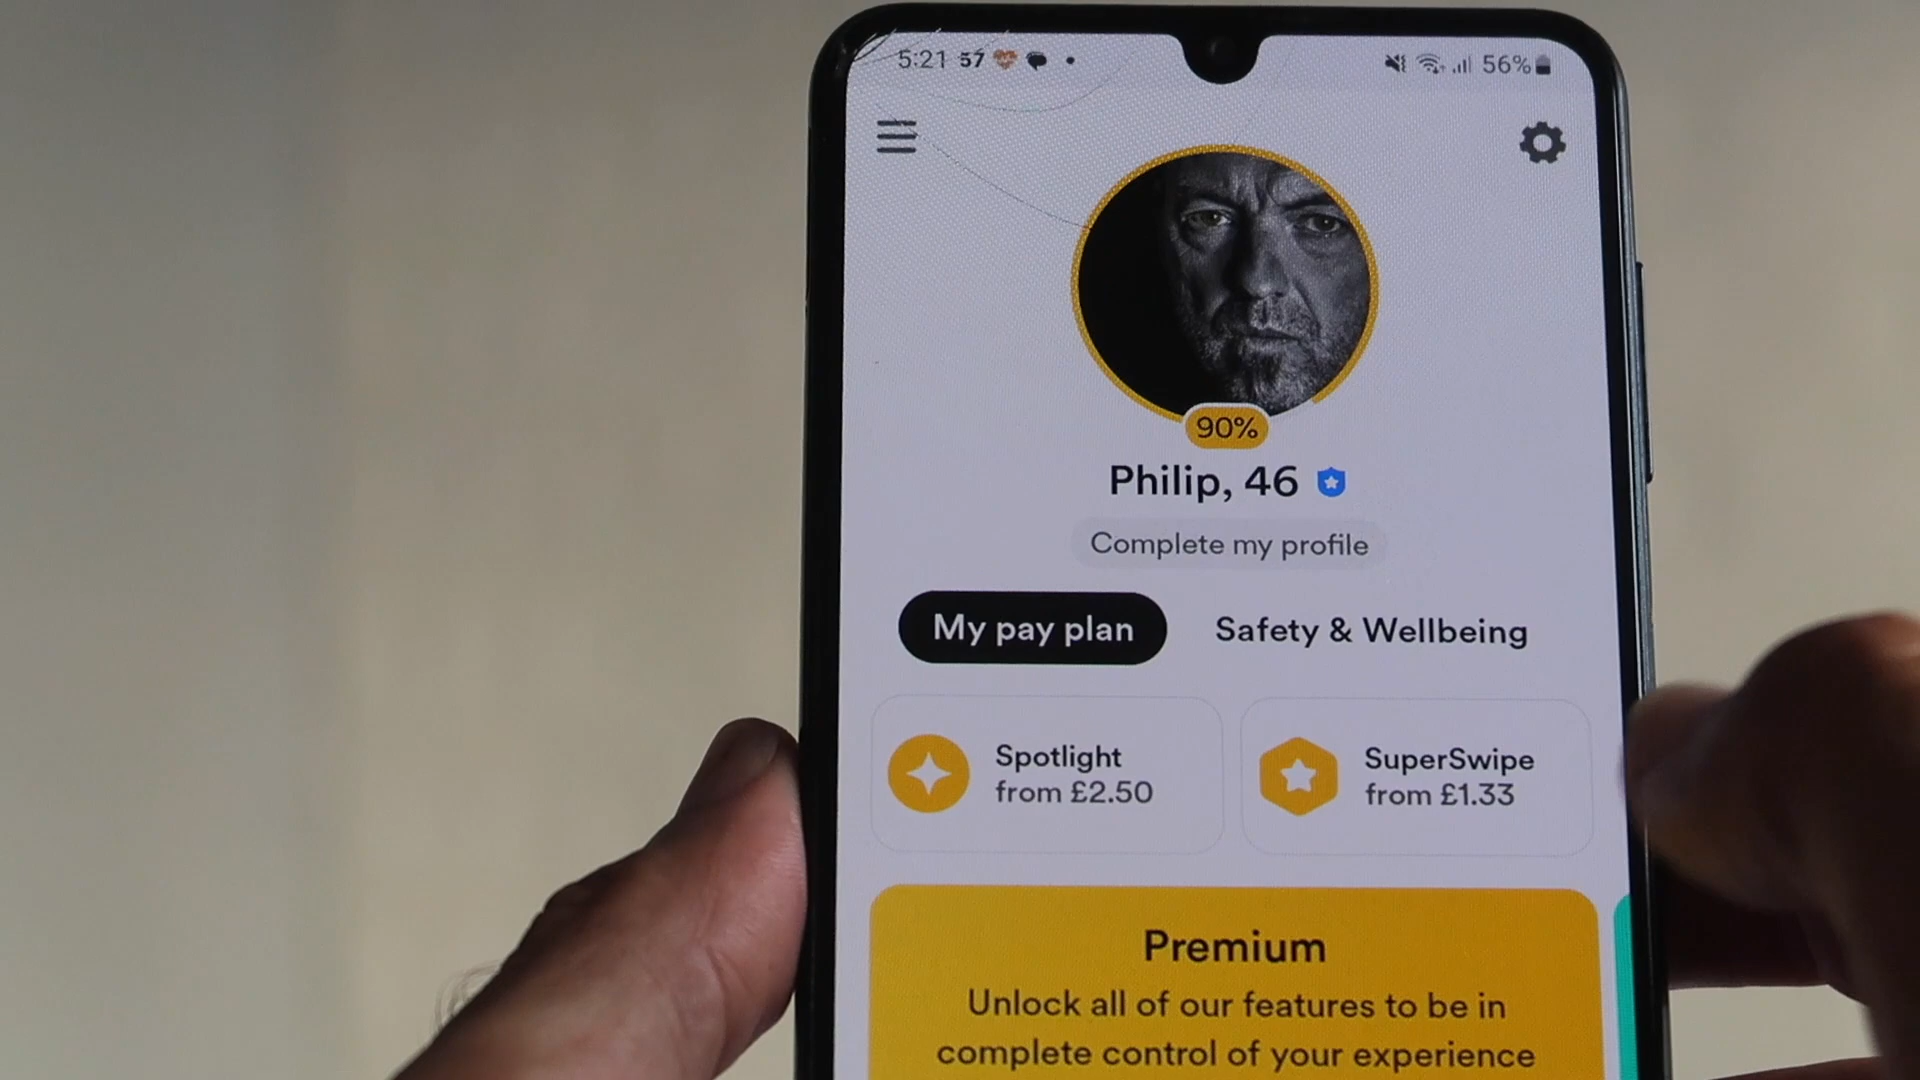 5:21 57
56%
90%
Philip, 46
Complete my profile
My pay plan
Safety & Wellbeing
Spotlight
from £2.50
SuperSwipe
from £1.33
Premium
Unlock all of our features to be in
complete control of your experience